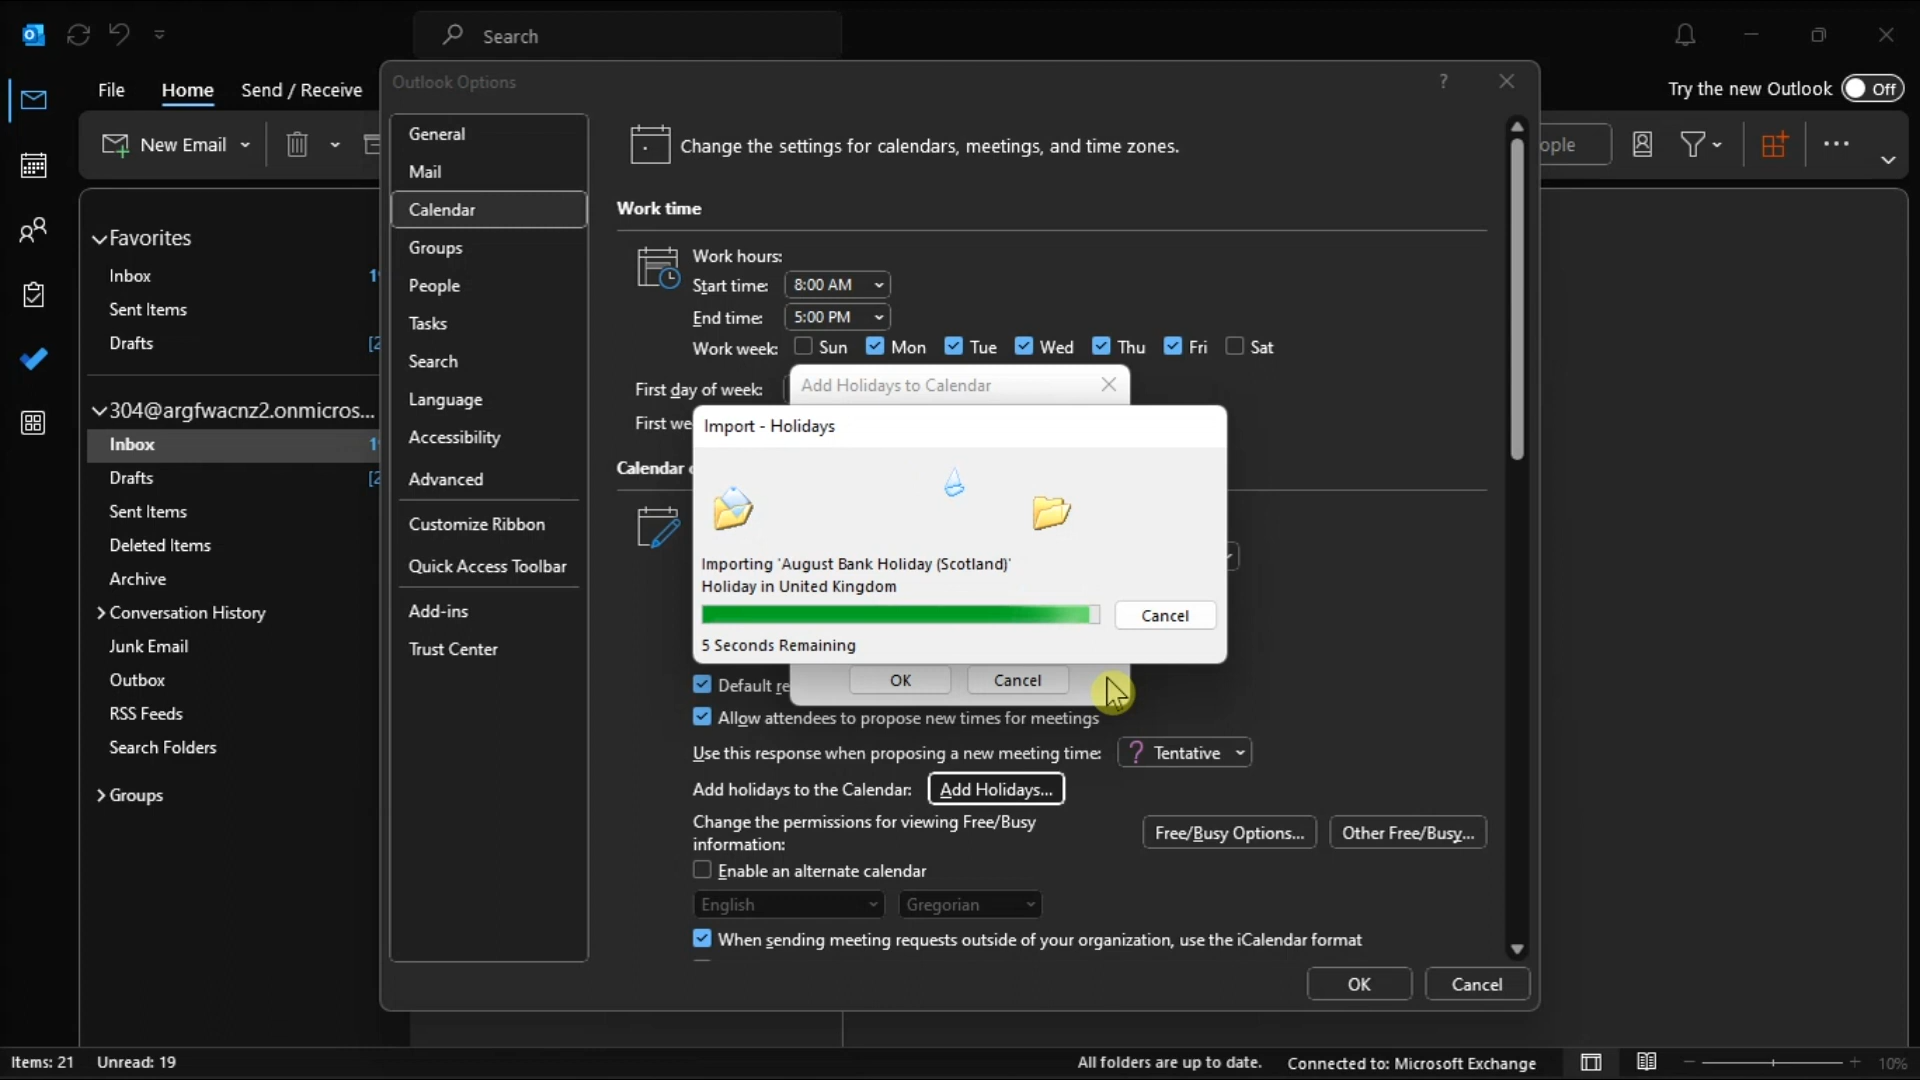 Search
File
Home
Send / Receive
Outlook Options
Try the new Outlook
Off
New Email
ople
General
Mail
Calendar
Groups
People
Tasks
Search
Language
Accessibility
Advanced
Customize Ribbon
Quick Access Toolbar
Add-ins
Trust Center
Favorites
Inbox
Sent Items
Drafts
304@argfwacnz2.onmicros...
Inbox
Drafts
Sent Items
Deleted Items
Archive
Conversation History
Junk Email
Outbox
RSS Feeds
Search Folders
Groups
Change the settings for calendars, meetings, and time zones.
Work time
Work hours:
Start time: 8:00 AM
End time: 5:00 PM
Work week: Sun Mon Tue Wed Thu Fri Sat
First day of week:
First we
Calendar
Add Holidays to Calendar
Import - Holidays
Importing 'August Bank Holiday (Scotland)'
Holiday in United Kingdom
Cancel
5 Seconds Remaining
OK Cancel
Default re
Allow attendees to propose new times for meetings
Use this response when proposing a new meeting time: ? Tentative
Add holidays to the Calendar: Add Holidays...
Change the permissions for viewing Free/Busy
information:
Free/Busy Options... Other Free/Busy...
Enable an alternate calendar
English Gregorian
When sending meeting requests outside of your organization, use the iCalendar format
OK Cancel
Items: 21 Unread: 19
All folders are up to date. Connected to: Microsoft Exchange
10%